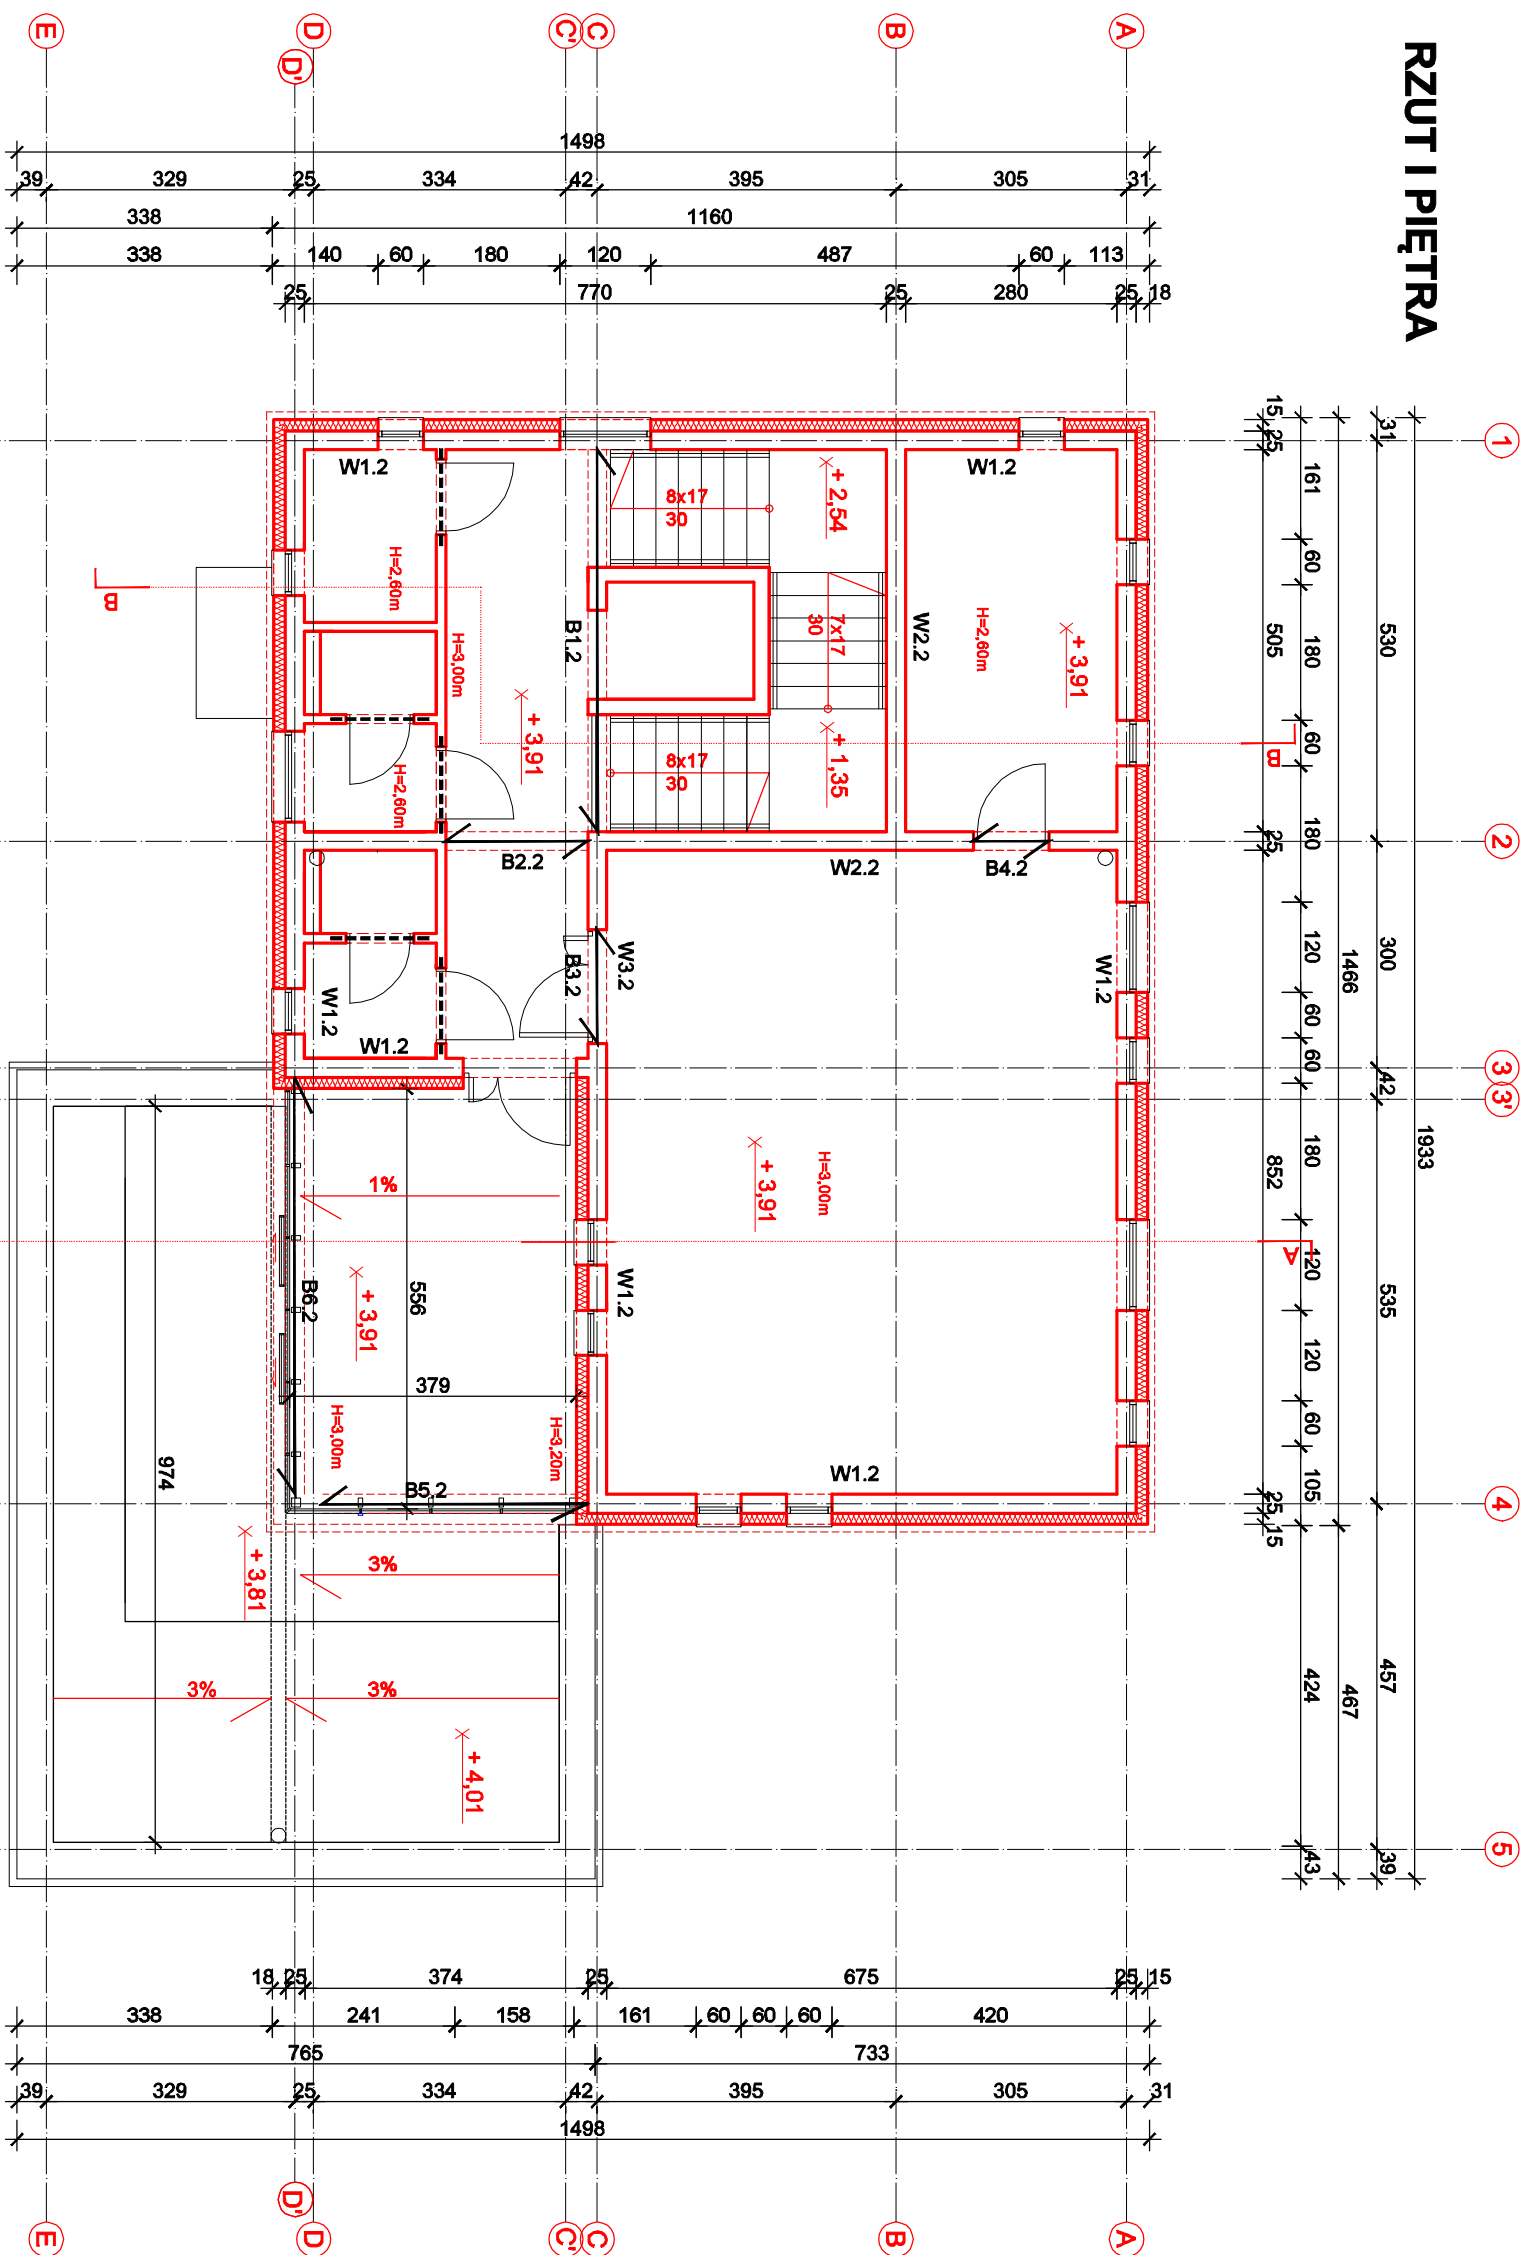 RZUT I PIĘTRA
E
D'
D
C'
C
B
A
1498
39
329
25
334
42
395
305
31
338
1160
338
140
60
180
120
487
60
113
25
770
25
280
25
18
1
2
3
3'
4
5
31
530
300
42
535
457
39
1933
1466
467
15
25
161
60
180
60
180
120
60
60
180
120
120
60
105
424
43
505
25
852
25
15
W1.2
W1.2
+ 2,54
8x17
30
H=2,60m
B
B1.2
7x17
30
W2.2
H=2,60m
+ 3,91
H=3,00m
+ 3,91
+ 1,35
8x17
30
B
H=2,60m
B2.2
W2.2
B4.2
W3.2
B3.2
W1.2
W1.2
W1.2
+ 3,91
H=3,00m
1%
A
556
B6.2
+ 3,91
W1.2
379
H=3,00m
H=3,20m
974
B5.2
W1.2
+ 3,81
3%
3%
3%
+ 4,01
18
25
374
25
675
25
15
338
241
158
161
60
60
60
420
765
733
39
329
25
334
42
395
305
31
1498
E
D'
D
C'
C
B
A